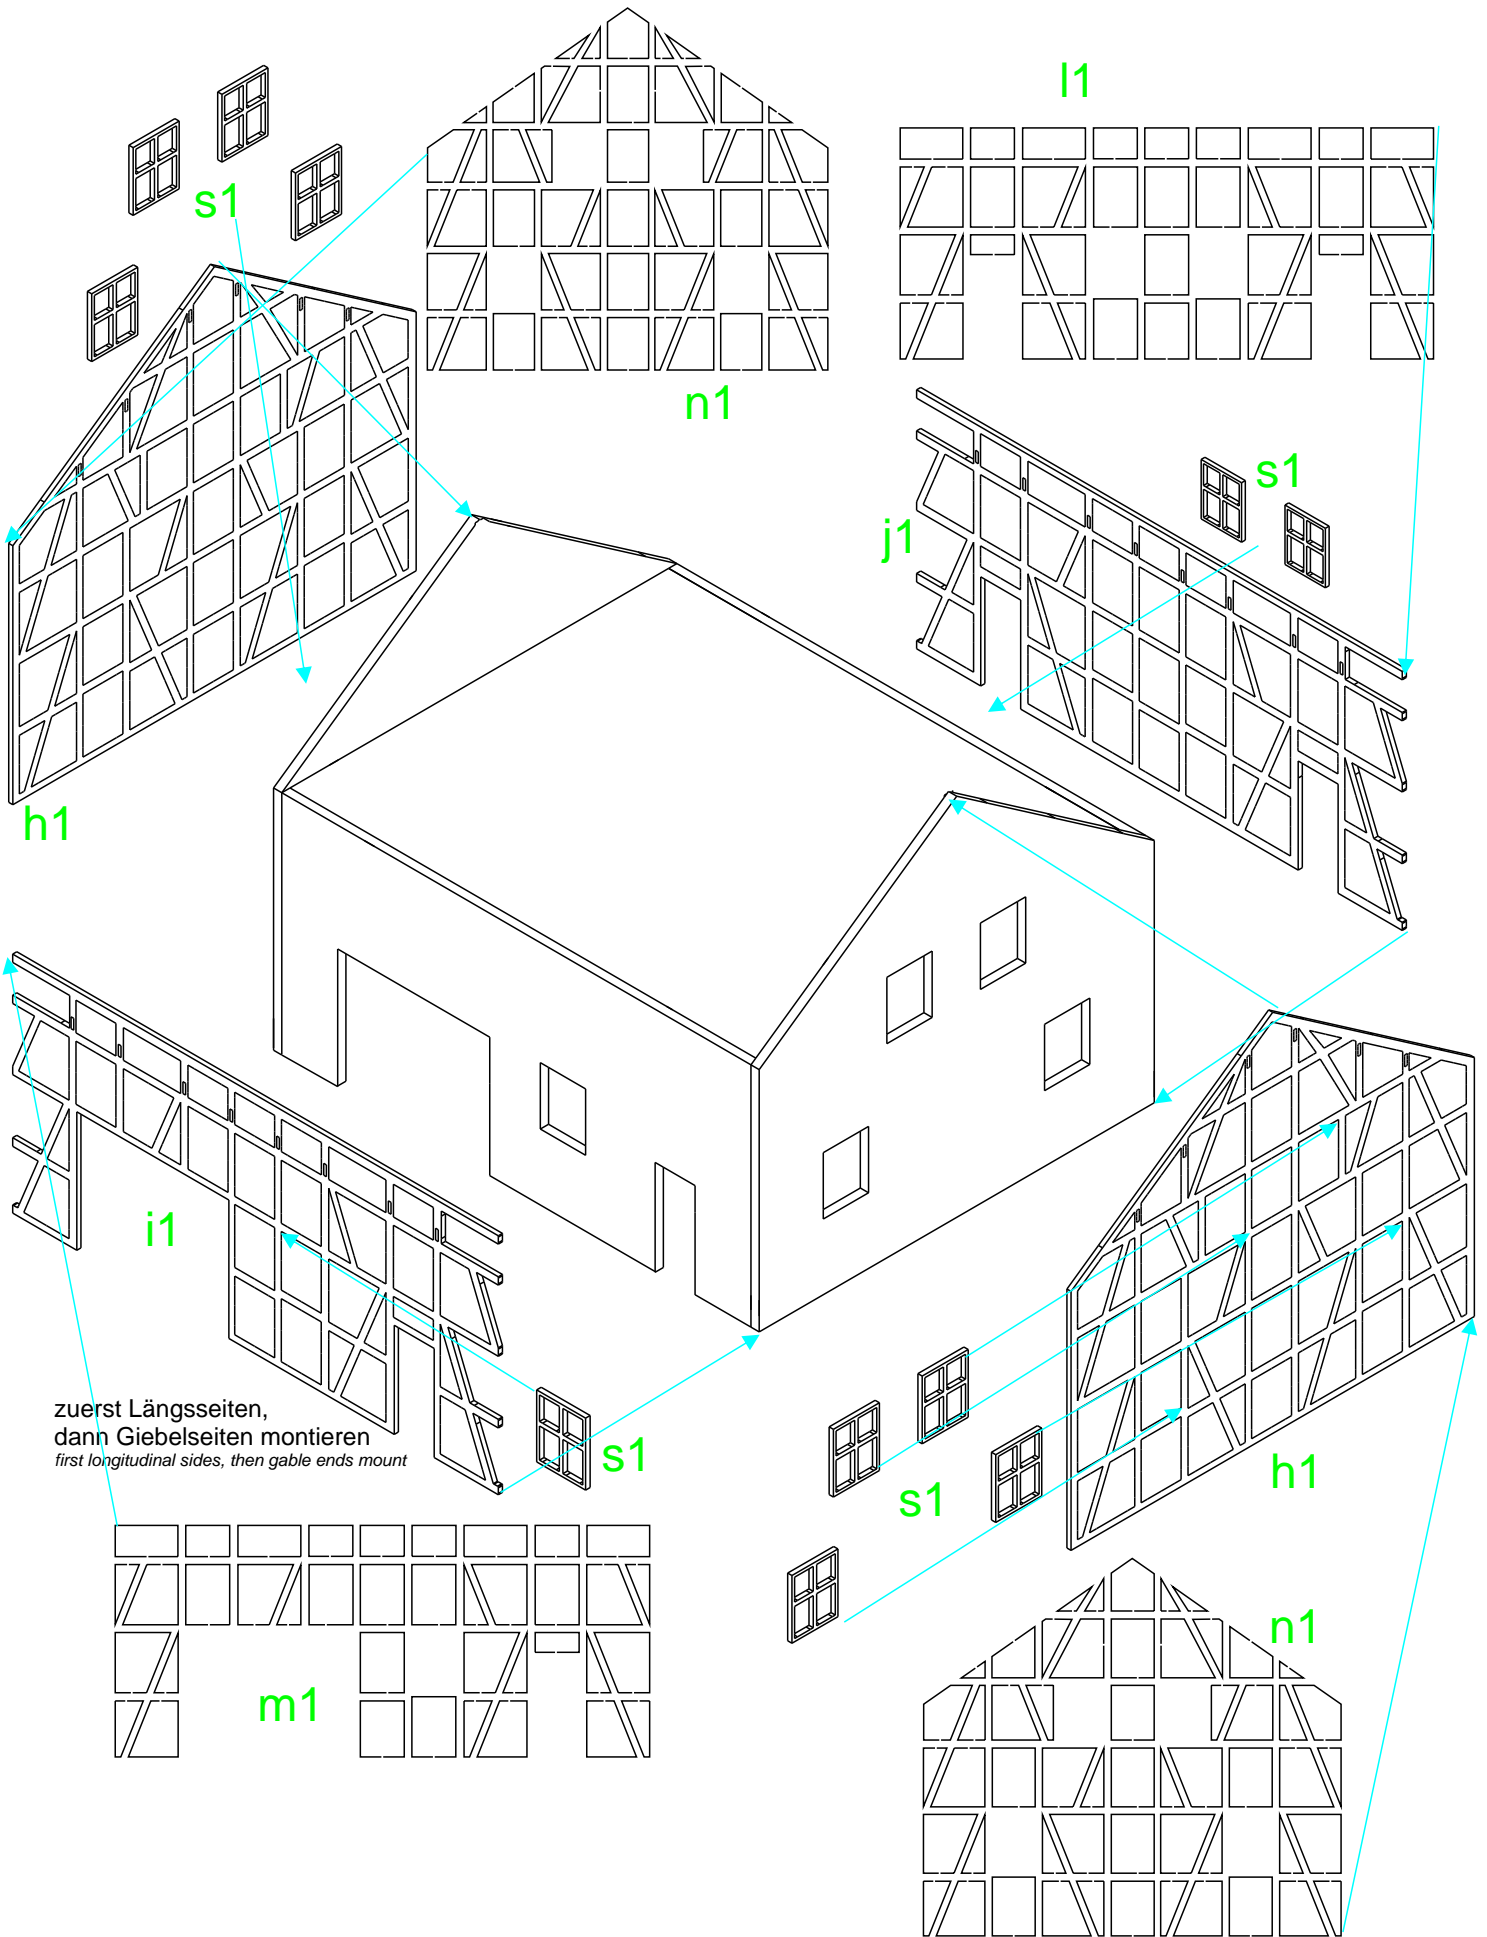 l1
s1
n1
s1
j1
h1
i1
zuerst Längsseiten,
dann Giebelseiten montieren
first longitudinal sides, then gable ends mount
s1
s1
h1
n1
m1